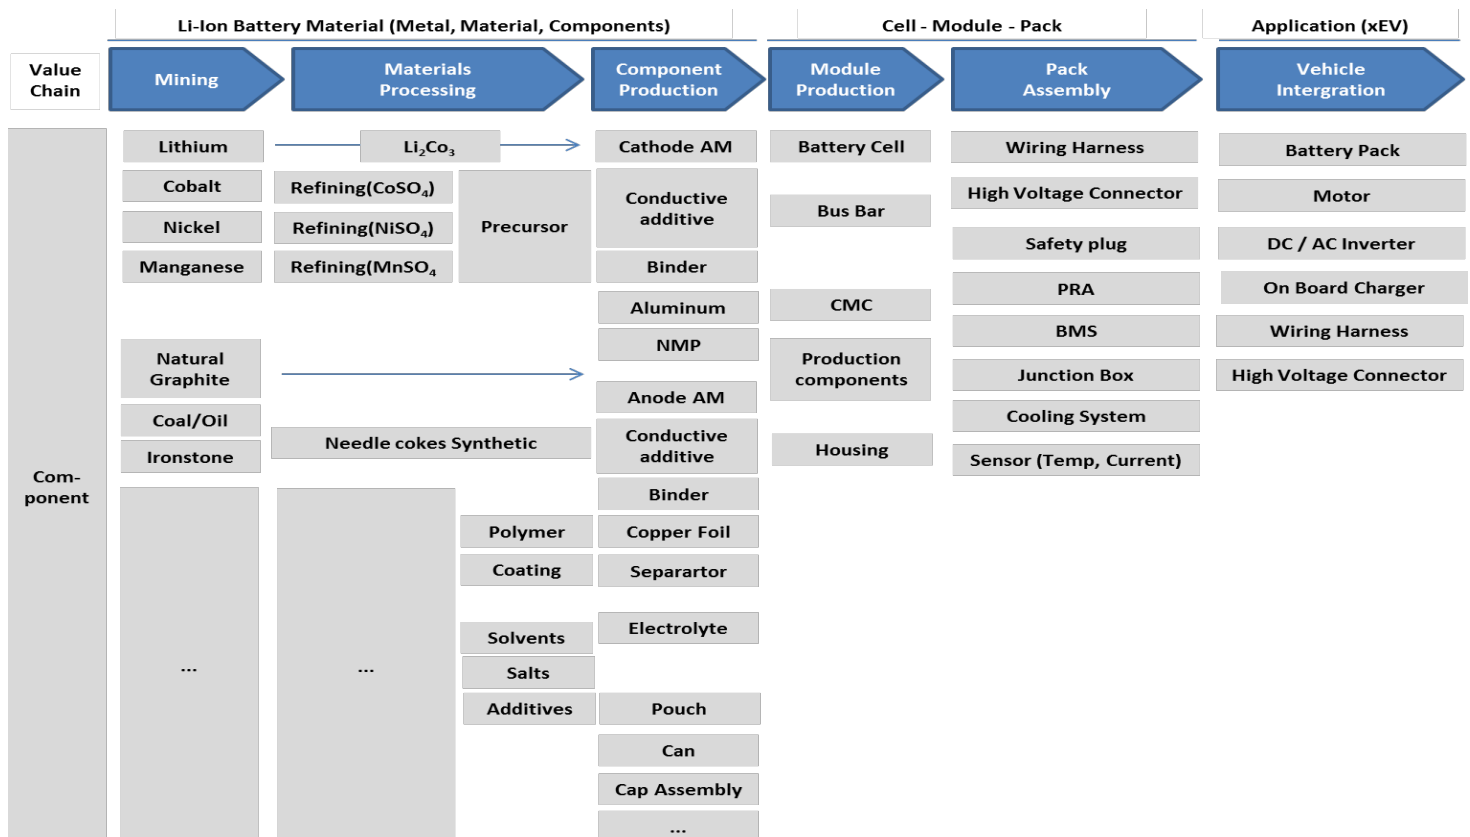 Li-Ion Battery Material (Metal, Material, Components)
Cell - Module - Pack
Application (xEV)
Value
Chain
Mining
Materials
Processing
Component
Production
Module
Production
Pack
Assembly
Vehicle
Intergration
Com-
ponent
Lithium
Cobalt
Nickel
Manganese
Natural
Graphite
Coal/Oil
Ironstone
...
Li₂Co₃
Refining(CoSO₄)
Refining(NiSO₄)
Refining(MnSO₄
Precursor
Needle cokes Synthetic
...
Polymer
Coating
Solvents
Salts
Additives
Cathode AM
Conductive
additive
Binder
Aluminum
NMP
Anode AM
Conductive
additive
Binder
Copper Foil
Separartor
Electrolyte
Pouch
Can
Cap Assembly
...
Battery Cell
Bus Bar
CMC
Production
components
Housing
Wiring Harness
High Voltage Connector
Safety plug
PRA
BMS
Junction Box
Cooling System
Sensor (Temp, Current)
Battery Pack
Motor
DC / AC Inverter
On Board Charger
Wiring Harness
High Voltage Connector